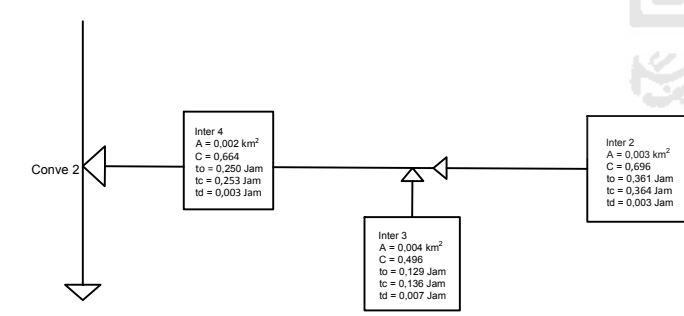 Conve 2
Inter 4
A = 0,002 km²
C = 0,664
to = 0,250 Jam
tc = 0,253 Jam
td = 0,003 Jam
Inter 2
A = 0,003 km²
C = 0,696
to = 0,361 Jam
tc = 0,364 Jam
td = 0,003 Jam
Inter 3
A = 0,004 km²
C = 0,496
to = 0,129 Jam
tc = 0,136 Jam
td = 0,007 Jam